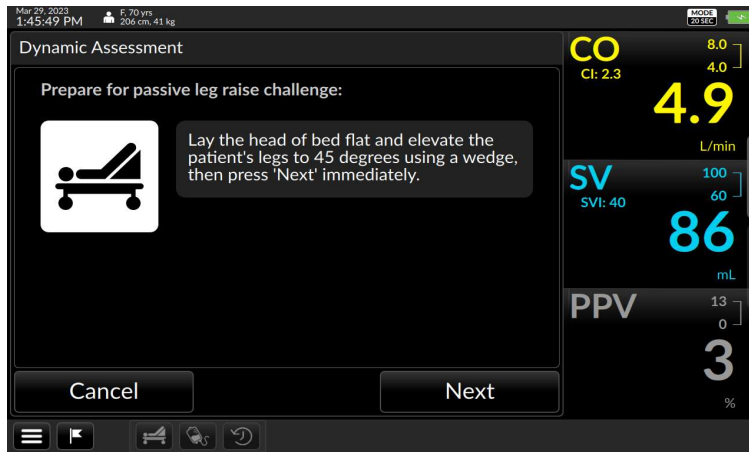 Mar 29, 2023
1:45:49 PM
F, 70 yrs
206 cm, 41 kg
MODE
20 SEC
Dynamic Assessment
Prepare for passive leg raise challenge:
Lay the head of bed flat and elevate the
patient's legs to 45 degrees using a wedge,
then press 'Next' immediately.
Cancel
Next
CO
CI: 2.3
8.0
4.0
4.9
L/min
SV
SVI: 40
100
60
86
mL
PPV
13
0
3
%